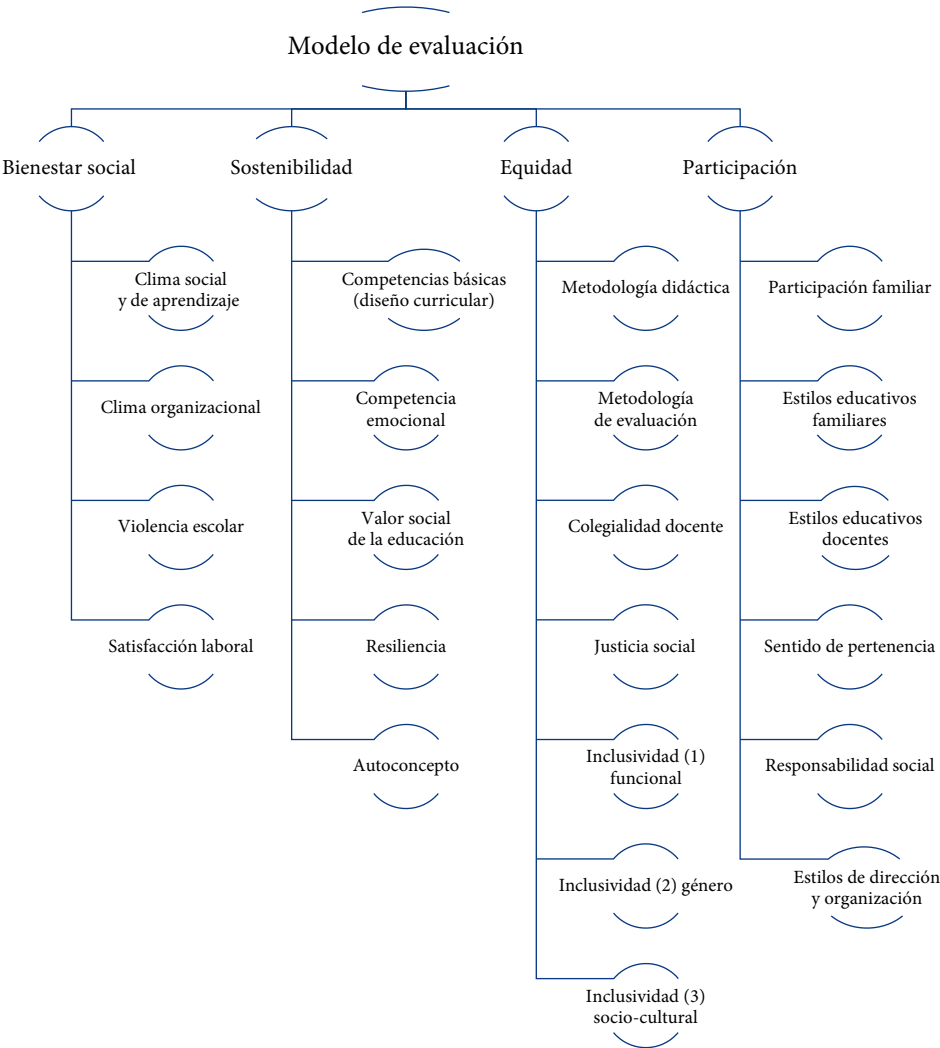 Modelo de evaluación
Bienestar social
Sostenibilidad
Equidad
Participación
Clima social
y de aprendizaje
Clima organizacional
Violencia escolar
Satisfacción laboral
Competencias básicas
(diseño curricular)
Competencia
emocional
Valor social
de la educación
Resiliencia
Autoconcepto
Metodología didáctica
Metodología
de evaluación
Colegialidad docente
Justicia social
Inclusividad (1)
funcional
Inclusividad (2) género
Inclusividad (3)
socio-cultural
Participación familiar
Estilos educativos
familiares
Estilos educativos
docentes
Sentido de pertenencia
Responsabilidad social
Estilos de dirección
y organización